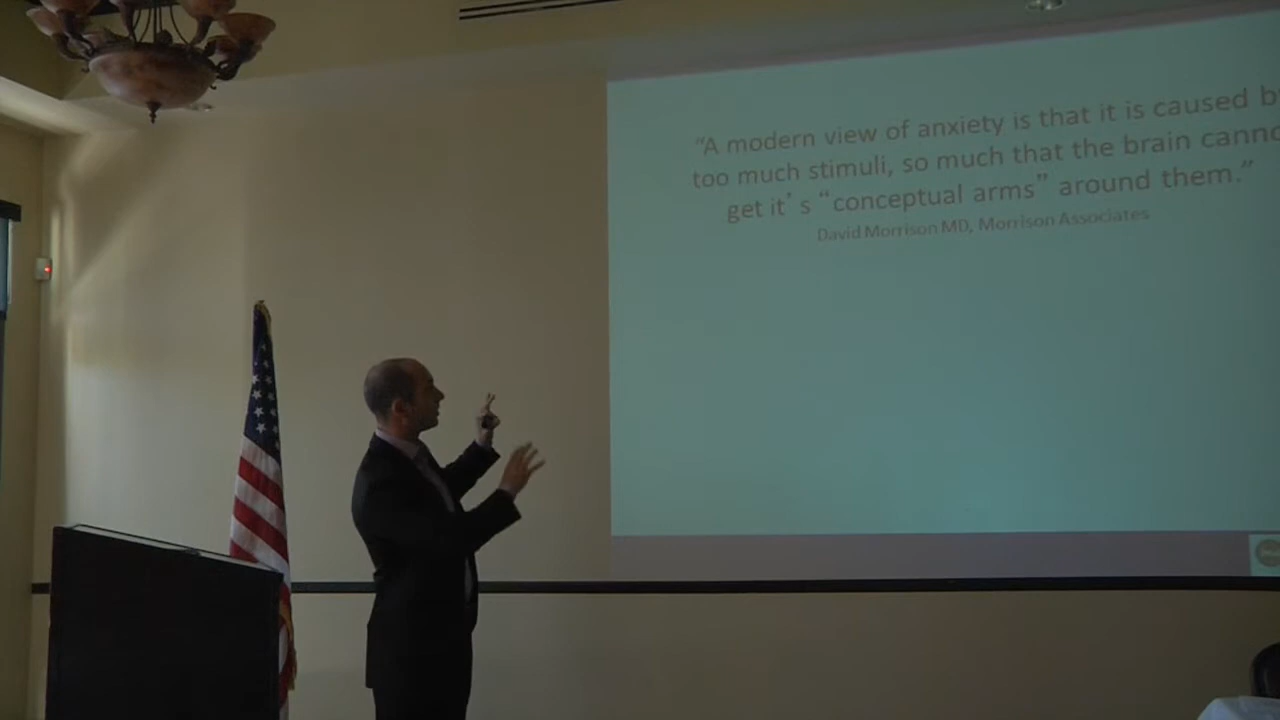 “A modern view of anxiety is that it is caused b
too much stimuli, so much that the brain canno
get it’s “conceptual arms” around them.”
David Morrison MD, Morrison Associates